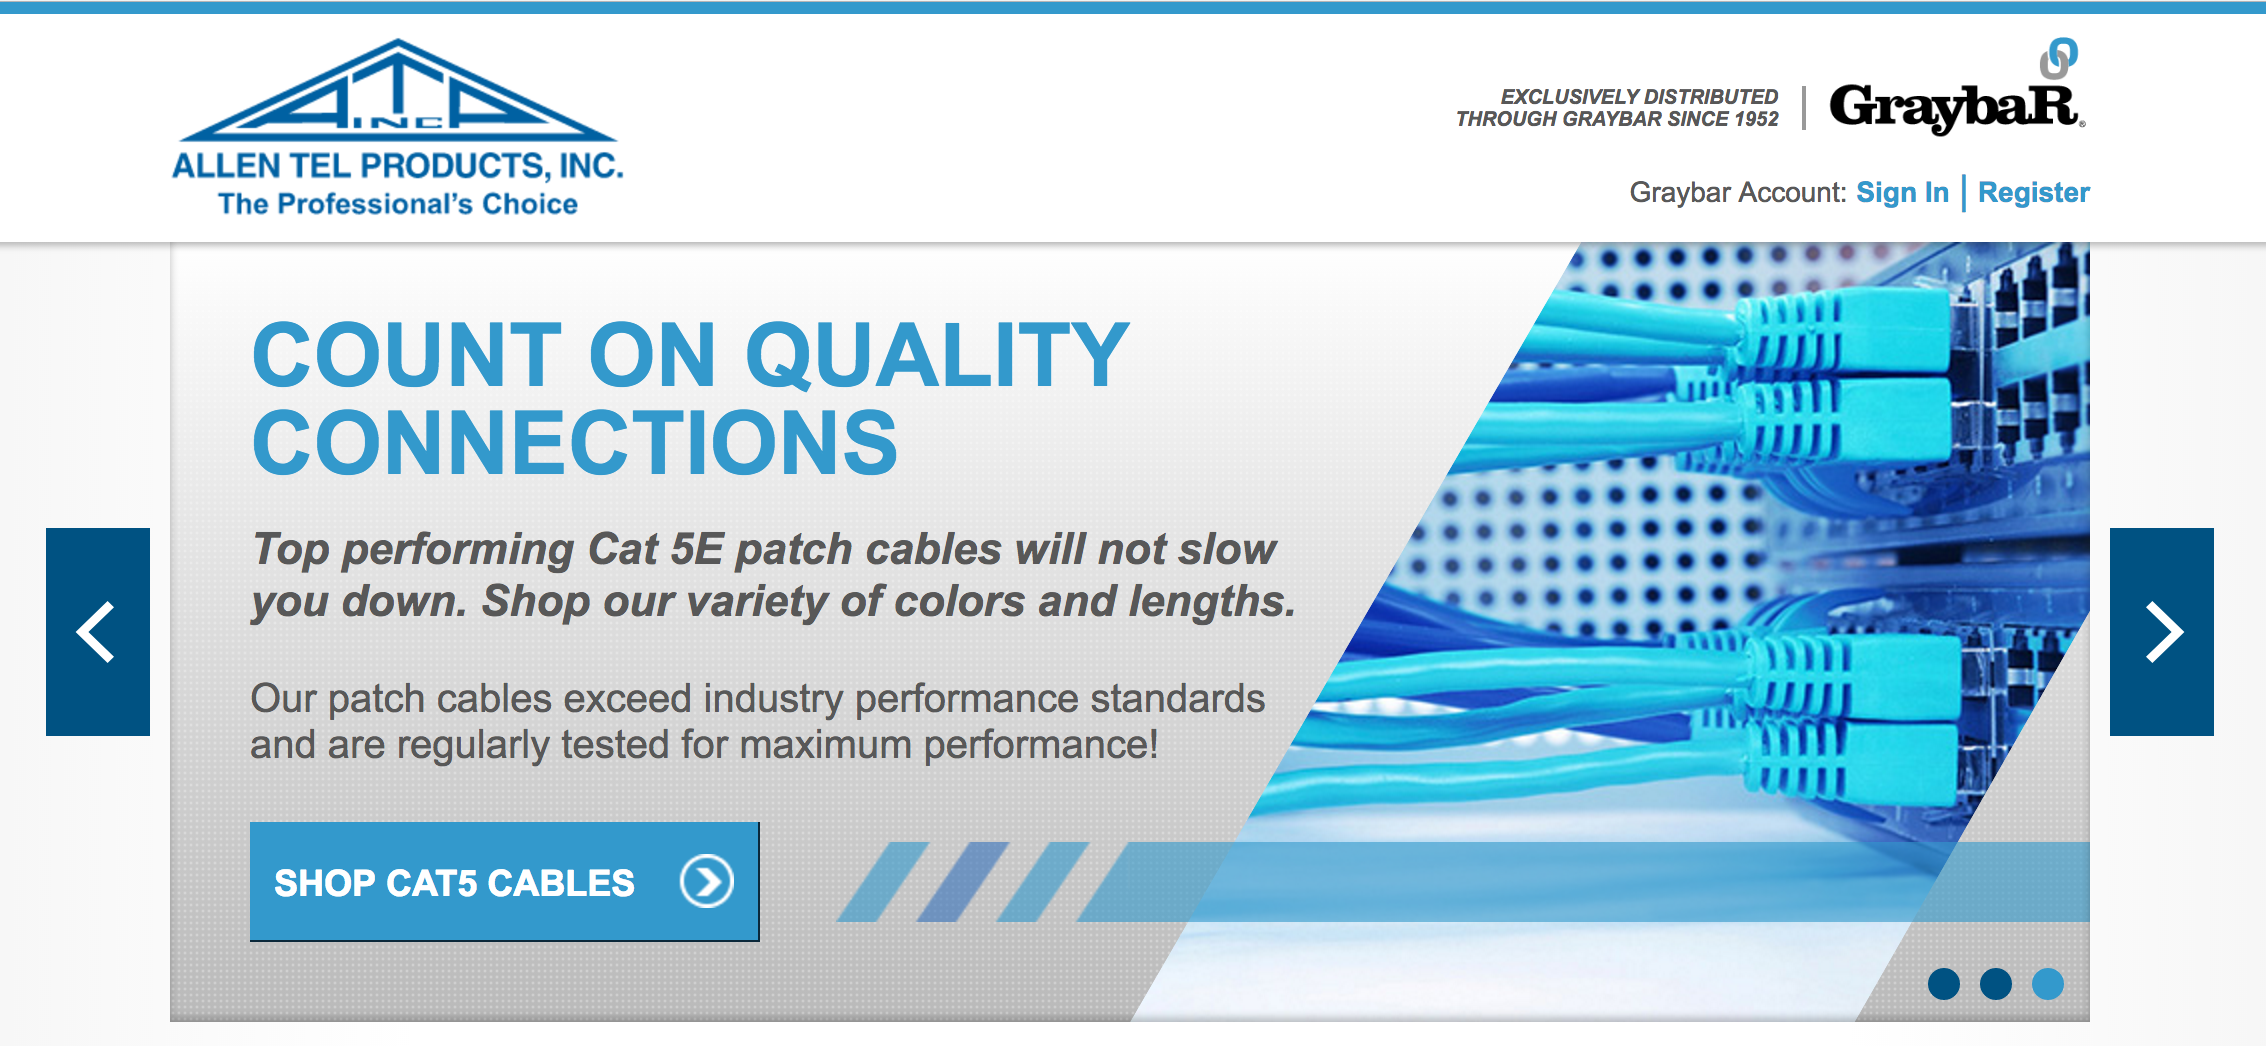 ATP
INC
ALLEN TEL PRODUCTS, INC.
The Professional's Choice
EXCLUSIVELY DISTRIBUTED
THROUGH GRAYBAR SINCE 1952
GraybaR®
Graybar Account: Sign In | Register
COUNT ON QUALITY
CONNECTIONS
Top performing Cat 5E patch cables will not slow
you down. Shop our variety of colors and lengths.
Our patch cables exceed industry performance standards
and are regularly tested for maximum performance!
SHOP CAT5 CABLES